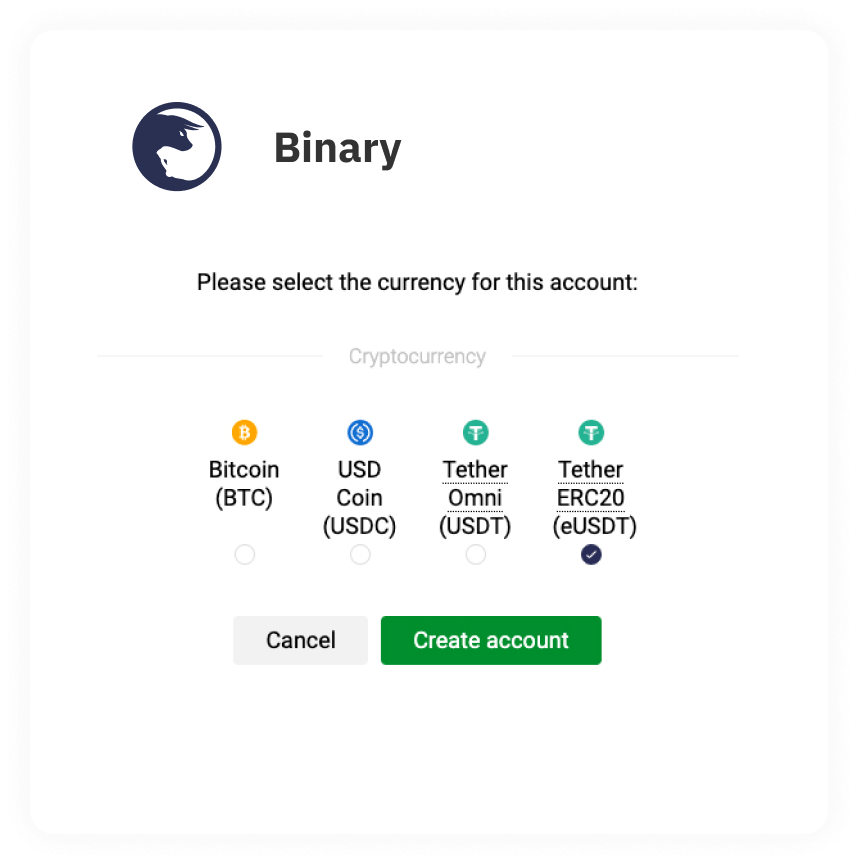 Binary
Please select the currency for this account:
Cryptocurrency
Bitcoin
(BTC)
USD
Coin
(USDC)
Tether
Omni
(USDT)
Tether
ERC20
(eUSDT)
Cancel
Create account